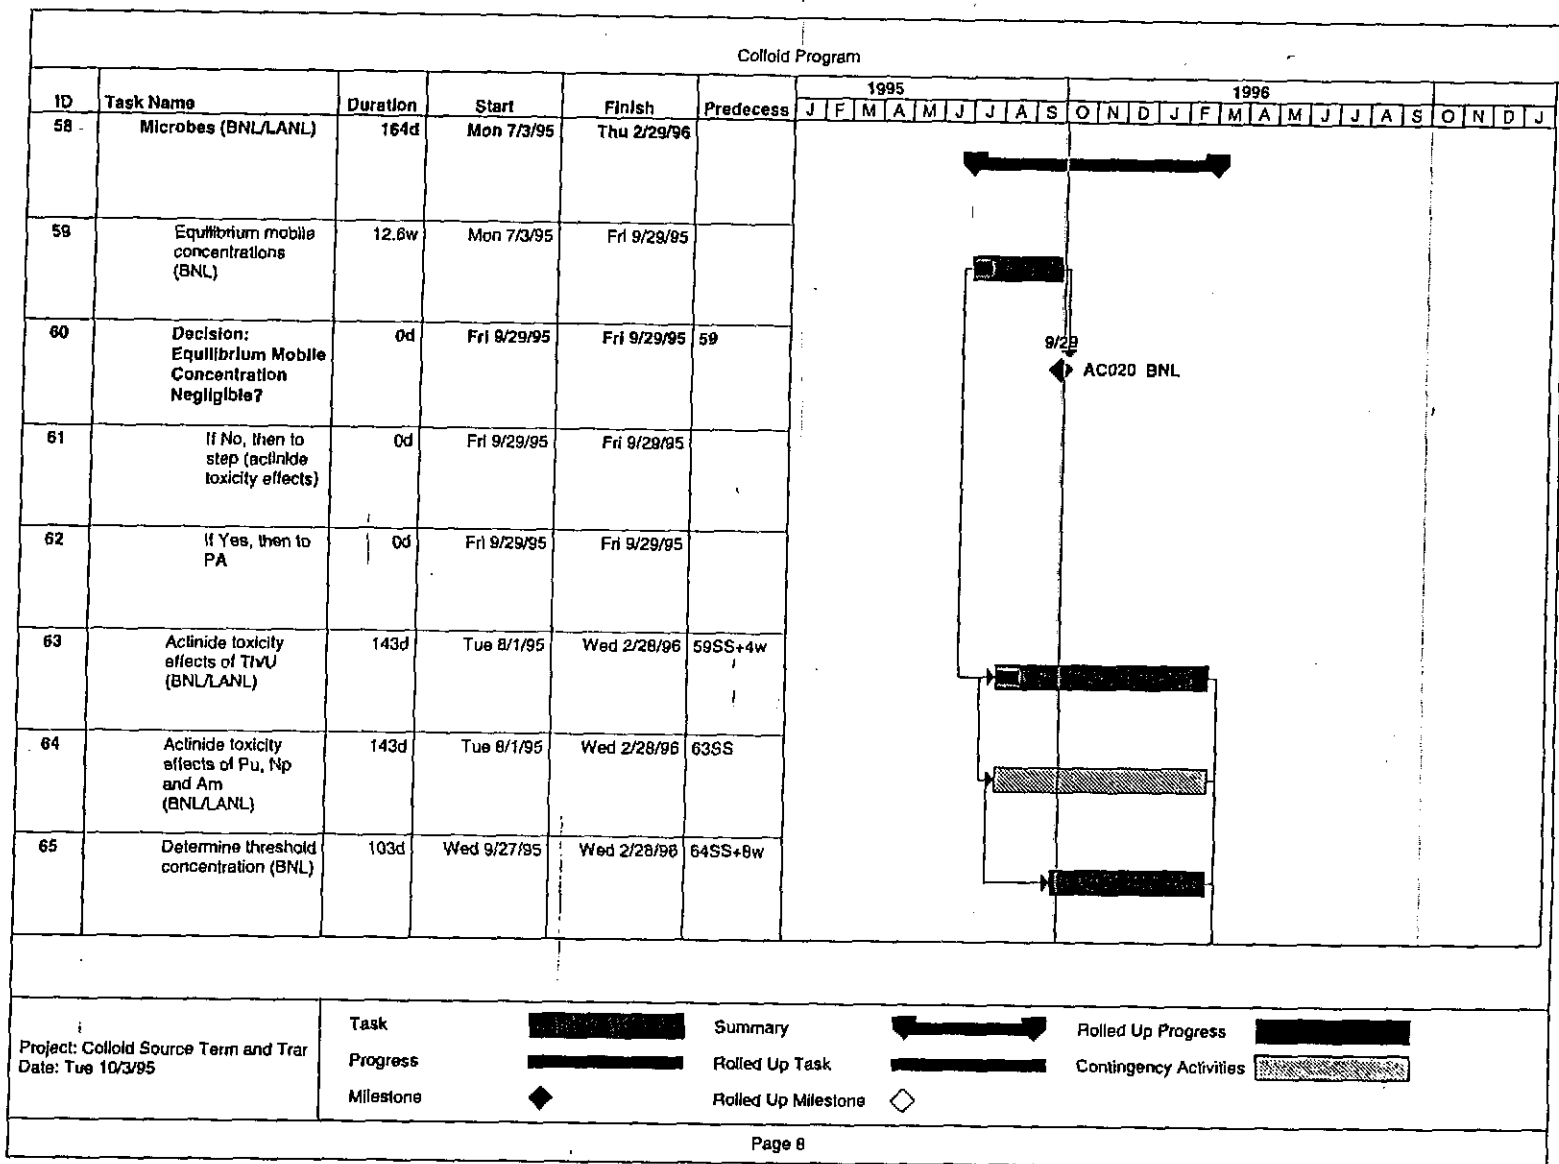 Colloid Program
ID Task Name Duration Start Finish Predecess
1995 1996
J F M A M J J A S O N D J F M A M J J A S O N D J
58 Microbes (BNL/LANL) 164d Mon 7/3/95 Thu 2/29/96
59 Equilibrium mobile 12.6w Mon 7/3/95 Fri 9/29/95
concentrations
(BNL)
60 Decision: 0d Fri 9/29/95 Fri 9/29/95 59
Equilibrium Mobile
Concentration
Negligible?
9/29
AC020 BNL
61 If No, then to 0d Fri 9/29/95 Fri 9/29/95
step (actinide
toxicity effects)
62 If Yes, then to 0d Fri 9/29/95 Fri 9/29/95
PA
63 Actinide toxicity 143d Tue 8/1/95 Wed 2/28/96 59SS+4w
effects of Th/U
(BNL/LANL)
64 Actinide toxicity 143d Tue 8/1/95 Wed 2/28/96 63SS
effects of Pu, Np
and Am
(BNL/LANL)
65 Determine threshold 103d Wed 9/27/95 Wed 2/28/96 64SS+8w
concentration (BNL)
Project: Colloid Source Term and Trar
Date: Tue 10/3/95
Task Summary Rolled Up Progress
Progress Rolled Up Task Contingency Activities
Milestone Rolled Up Milestone
Page 8